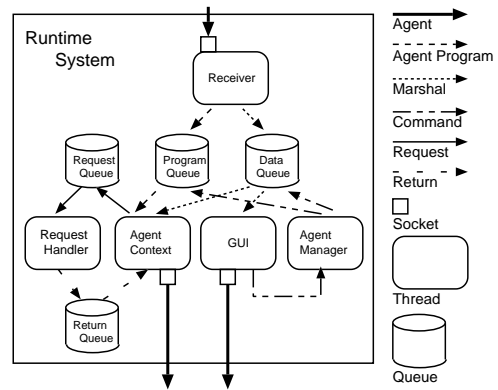 Runtime
System
Receiver
Request
Queue
Program
Queue
Data
Queue
Request
Handler
Agent
Context
GUI
Agent
Manager
Return
Queue
Agent
Agent Program
Marshal
Command
Request
Return
Socket
Thread
Queue